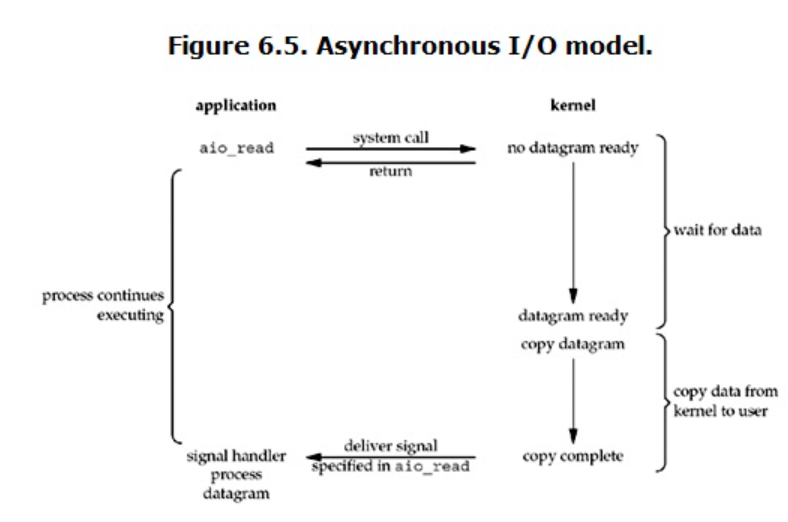 Figure 6.5. Asynchronous I/O model.
application
kernel
aio_read
system call
no datagram ready
return
wait for data
process continues
executing
datagram ready
copy datagram
copy data from
kernel to user
deliver signal
signal handler
specified in aio_read
copy complete
process
datagram